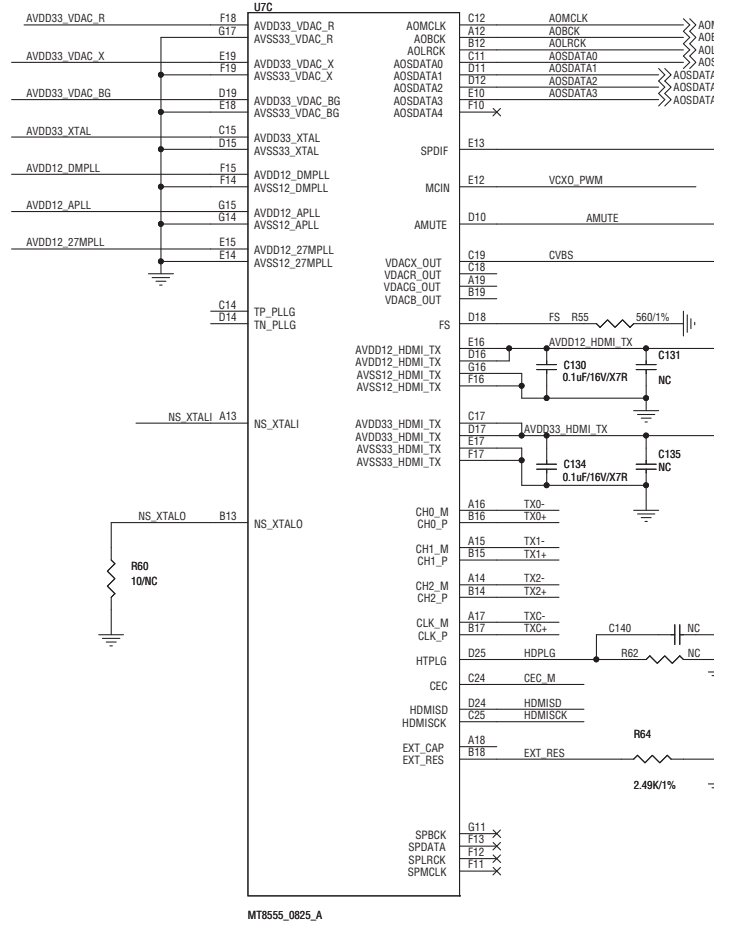 U7C
AVDD33_VDAC_R F18 AVDD33_VDAC_R
G17 AVSS33_VDAC_R
AVDD33_VDAC_X E19 AVDD33_VDAC_X
F19 AVSS33_VDAC_X
AVDD33_VDAC_BG D19 AVDD33_VDAC_BG
E18 AVSS33_VDAC_BG
AVDD33_XTAL C15 AVDD33_XTAL
D15 AVSS33_XTAL
AVDD12_DMPLL F15 AVDD12_DMPLL
F14 AVSS12_DMPLL
AVDD12_APLL G15 AVDD12_APLL
G14 AVSS12_APLL
AVDD12_27MPLL E15 AVDD12_27MPLL
E14 AVSS12_27MPLL
C14 TP_PLLG
D14 TN_PLLG
NS_XTALI A13 NS_XTALI
NS_XTALO B13 NS_XTALO
R60
10/NC
AOMCLK C12 AOMCLK
AOBCK A12 AOBCK
AOLRCK B12 AOLRCK
AOSDATA0 C11 AOSDATA0
AOSDATA1 D11 AOSDATA1 AOSDATA
AOSDATA2 D12 AOSDATA2
AOSDATA3 E10 AOSDATA3 AOSDATA
AOSDATA4 F10
SPDIF E13
MCIN E12 VCXO_PWM
AMUTE D10 AMUTE
VDACX_OUT C19 CVBS
VDACR_OUT C18
VDACG_OUT A19
VDACB_OUT B19
FS D18 FS R55 560/1%
AVDD12_HDMI_TX E16 AVDD12_HDMI_TX
AVDD12_HDMI_TX D16
AVSS12_HDMI_TX G16
AVSS12_HDMI_TX F16
C130
0.1uF/16V/X7R
C131
NC
AVDD33_HDMI_TX C17
AVDD33_HDMI_TX D17 AVDD33_HDMI_TX
AVSS33_HDMI_TX E17
AVSS33_HDMI_TX F17
C134
0.1uF/16V/X7R
C135
NC
CH0_M A16 TX0-
CH0_P B16 TX0+
CH1_M A15 TX1-
CH1_P B15 TX1+
CH2_M A14 TX2-
CH2_P B14 TX2+
CLK_M A17 TXC-
CLK_P B17 TXC+
C140 NC
HTPLG D25 HDPLG R62 NC
CEC C24 CEC_M
HDMISD D24 HDMISD
HDMISCK C25 HDMISCK
EXT_CAP A18
EXT_RES B18 EXT_RES
R64
2.49K/1%
SPBCK G11
SPDATA F13
SPLRCK F12
SPMCLK F11
MT8555_0825_A